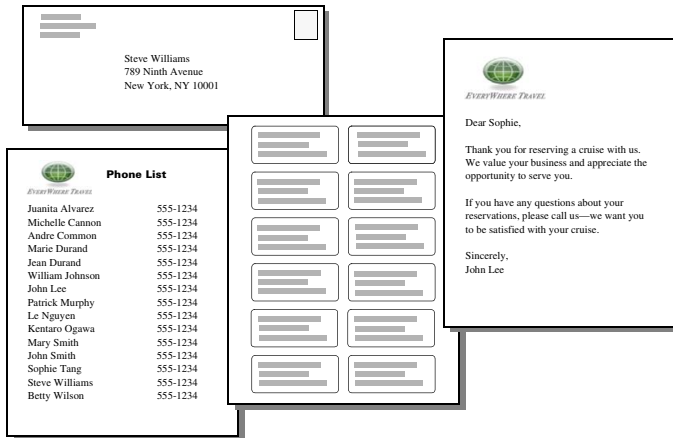 Steve Williams
789 Ninth Avenue
New York, NY 10001
EVERYWHERE TRAVEL
Dear Sophie,
Thank you for reserving a cruise with us.
We value your business and appreciate the
opportunity to serve you.
If you have any questions about your
reservations, please call us—we want you
to be satisfied with your cruise.
Sincerely,
John Lee
EVERYWHERE TRAVEL
Phone List
Juanita Alvarez 555-1234
Michelle Cannon 555-1234
Andre Common 555-1234
Marie Durand 555-1234
Jean Durand 555-1234
William Johnson 555-1234
John Lee 555-1234
Patrick Murphy 555-1234
Le Nguyen 555-1234
Kentaro Ogawa 555-1234
Mary Smith 555-1234
John Smith 555-1234
Sophie Tang 555-1234
Steve Williams 555-1234
Betty Wilson 555-1234